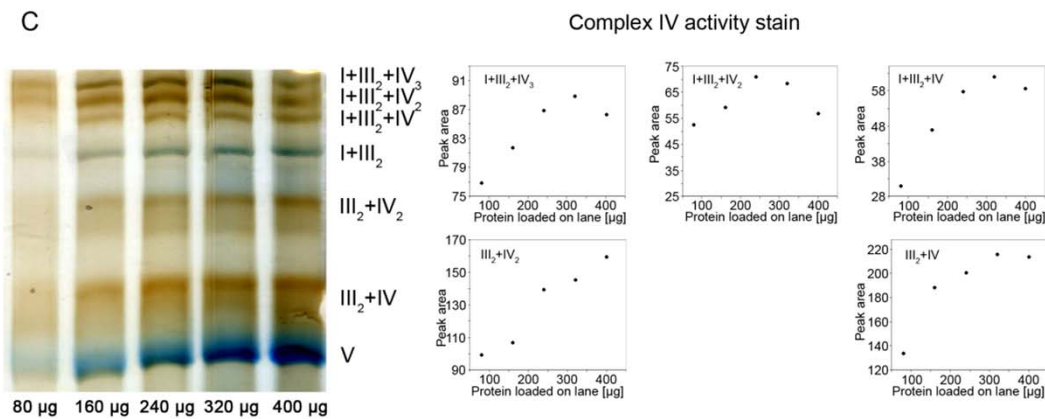 C
Complex IV activity stain
I+III₂+IV₃
I+III₂+IV₂
I+III₂+IV
I+III₂
III₂+IV₂
III₂+IV
V
80 µg 160 µg 240 µg 320 µg 400 µg
I+III₂+IV₃
Peak area
91
87
83
79
75
0 100 200 300 400
Protein loaded on lane [µg]
I+III₂+IV₂
Peak area
75
65
55
45
35
25
0 100 200 300 400
Protein loaded on lane [µg]
I+III₂+IV
Peak area
58
48
38
28
0 100 200 300 400
Protein loaded on lane [µg]
III₂+IV₂
Peak area
170
150
130
110
90
0 100 200 300 400
Protein loaded on lane [µg]
III₂+IV
Peak area
220
200
180
160
140
120
0 100 200 300 400
Protein loaded on lane [µg]